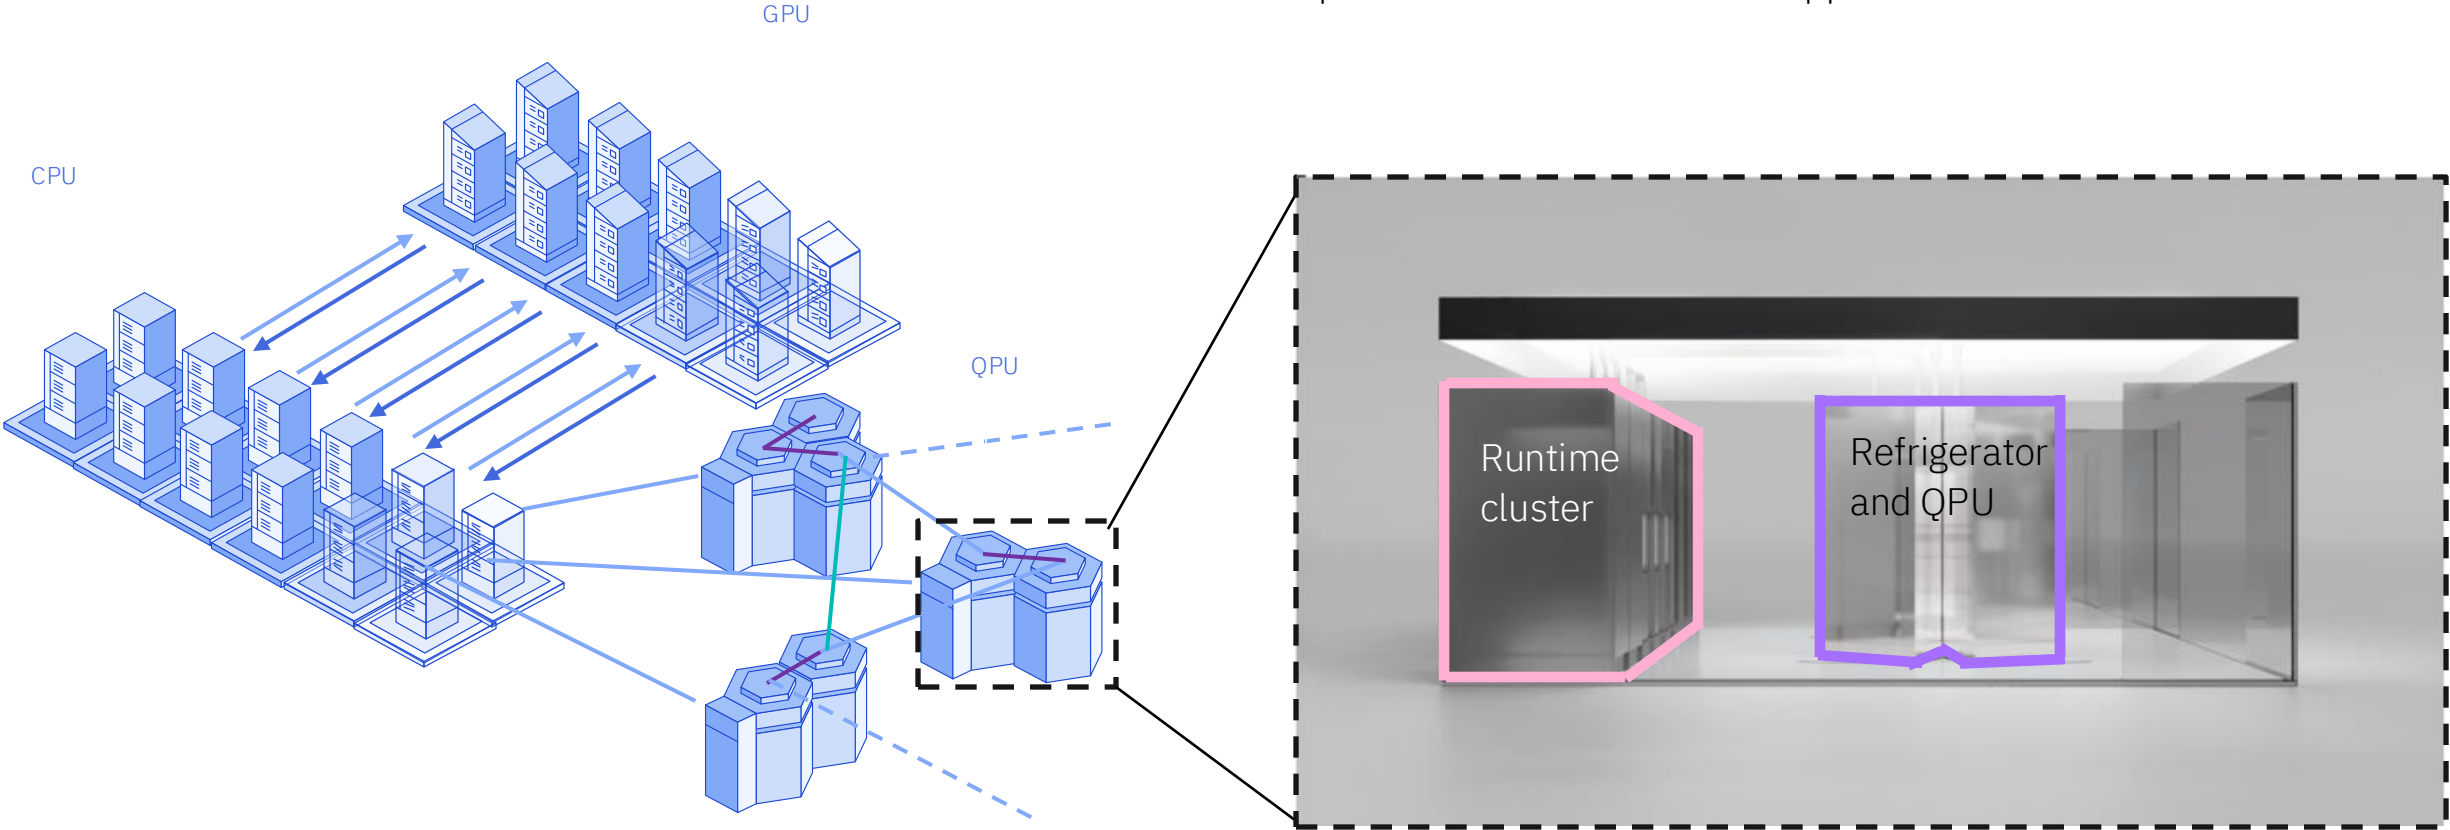 GPU
CPU
QPU
Runtime
cluster
Refrigerator
and QPU